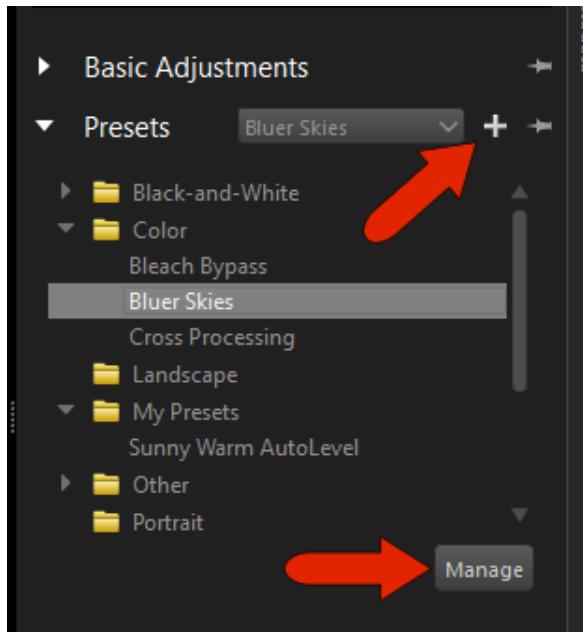 Basic Adjustments
Presets Bluer Skies
Black-and-White
Color
Bleach Bypass
Bluer Skies
Cross Processing
Landscape
My Presets
Sunny Warm AutoLevel
Other
Portrait
Manage